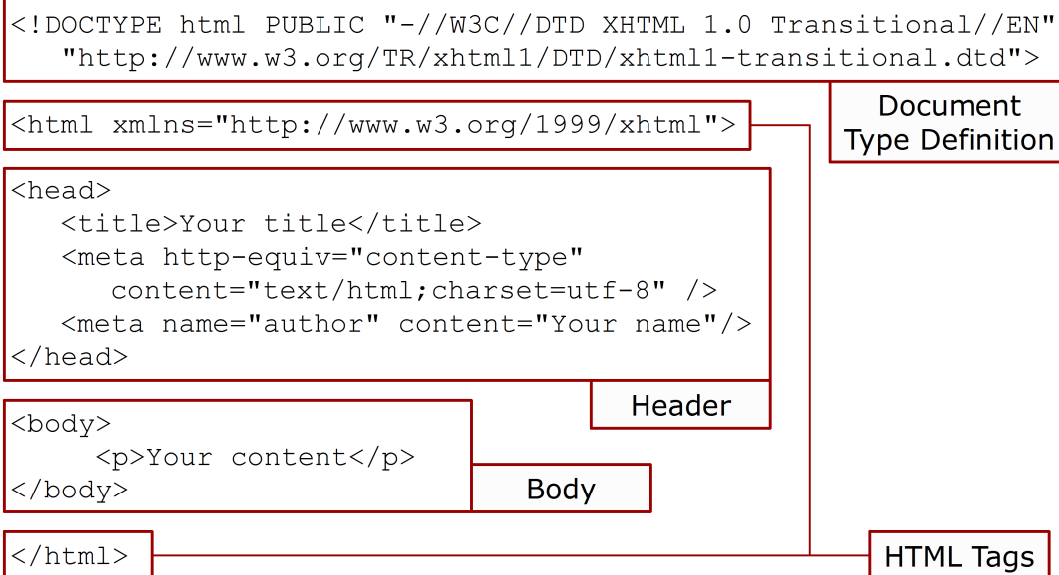 <!DOCTYPE html PUBLIC "-//W3C//DTD XHTML 1.0 Transitional//EN"
"http://www.w3.org/TR/xhtml1/DTD/xhtml1-transitional.dtd">
Document
Type Definition
<html xmlns="http://www.w3.org/1999/xhtml">
<head>
<title>Your title</title>
<meta http-equiv="content-type"
content="text/html;charset=utf-8" />
<meta name="author" content="Your name"/>
</head>
Header
<body>
<p>Your content</p>
</body>
Body
</html>
HTML Tags